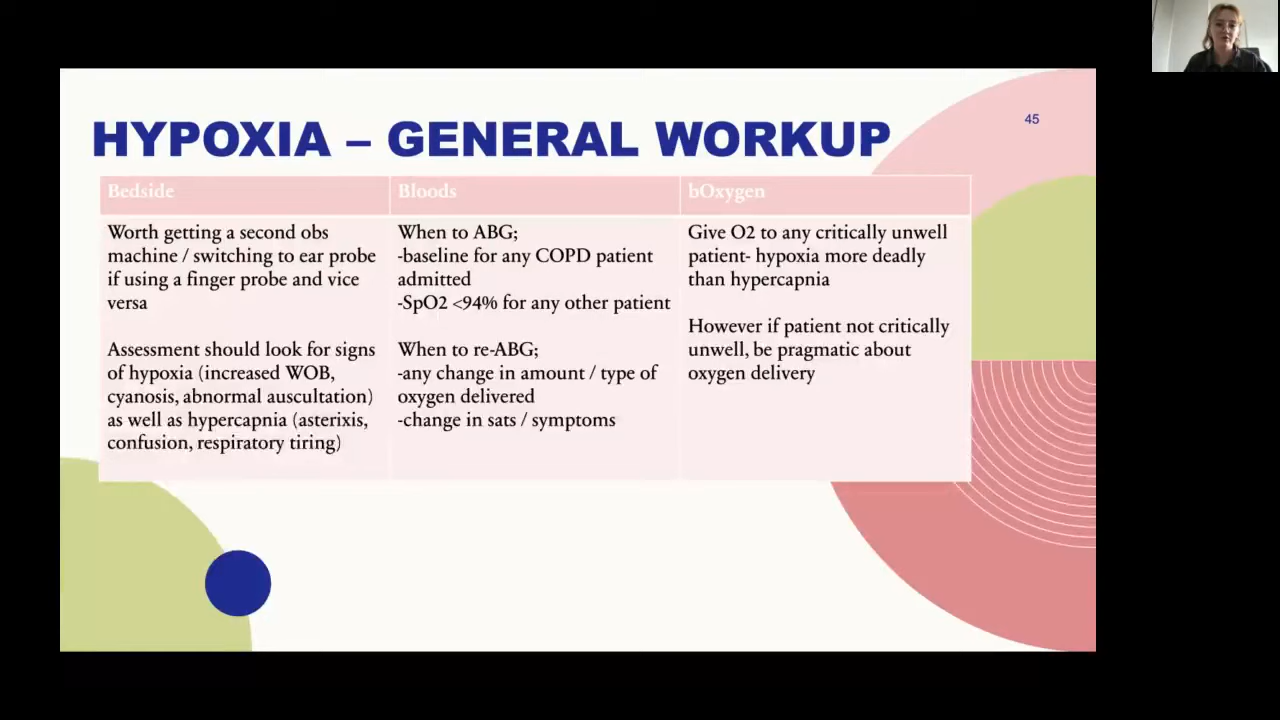 45
HYPOXIA – GENERAL WORKUP
Bedside
Worth getting a second obs
machine / switching to ear probe
if using a finger probe and vice
versa
Assessment should look for signs
of hypoxia (increased WOB,
cyanosis, abnormal auscultation)
as well as hypercapnia (asterixis,
confusion, respiratory tiring)
Bloods
When to ABG;
-baseline for any COPD patient
admitted
-SpO2 <94% for any other patient
When to re-ABG;
-any change in amount / type of
oxygen delivered
-change in sats / symptoms
bOxygen
Give O2 to any critically unwell
patient- hypoxia more deadly
than hypercapnia
However if patient not critically
unwell, be pragmatic about
oxygen delivery